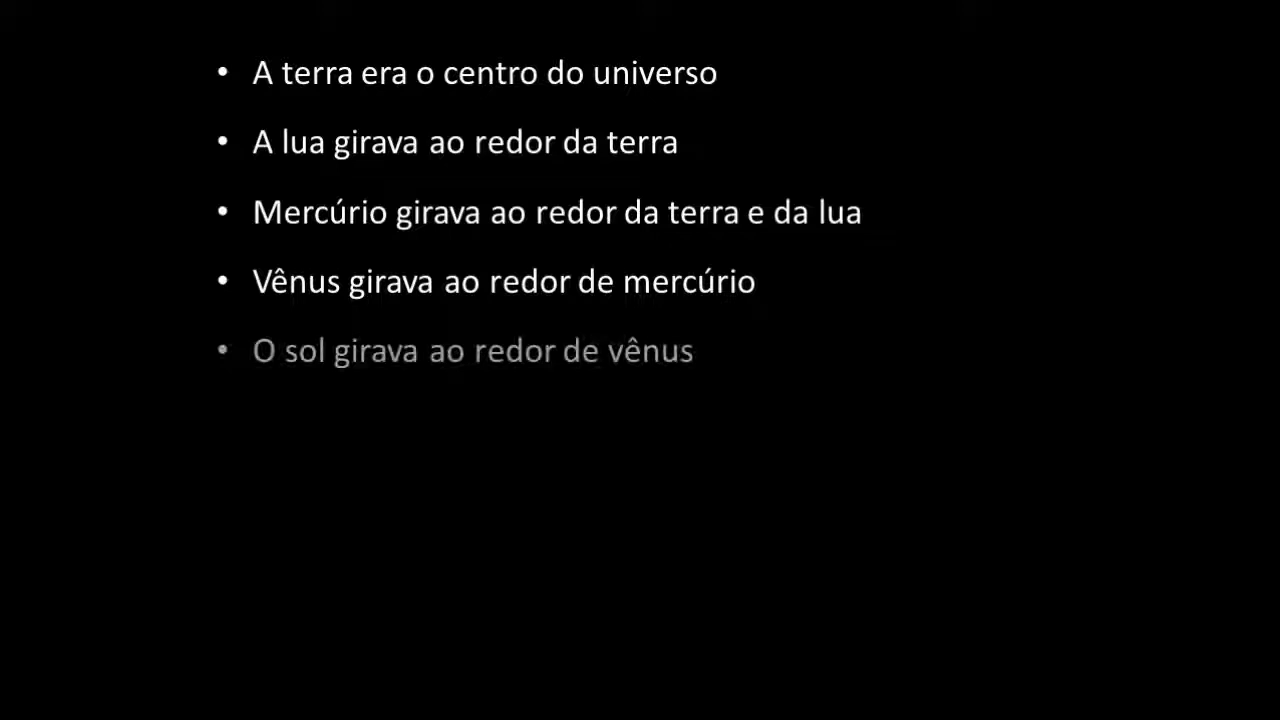 • A terra era o centro do universo
• A lua girava ao redor da terra
• Mercúrio girava ao redor da terra e da lua
• Vênus girava ao redor de mercúrio
• O sol girava ao redor de vênus